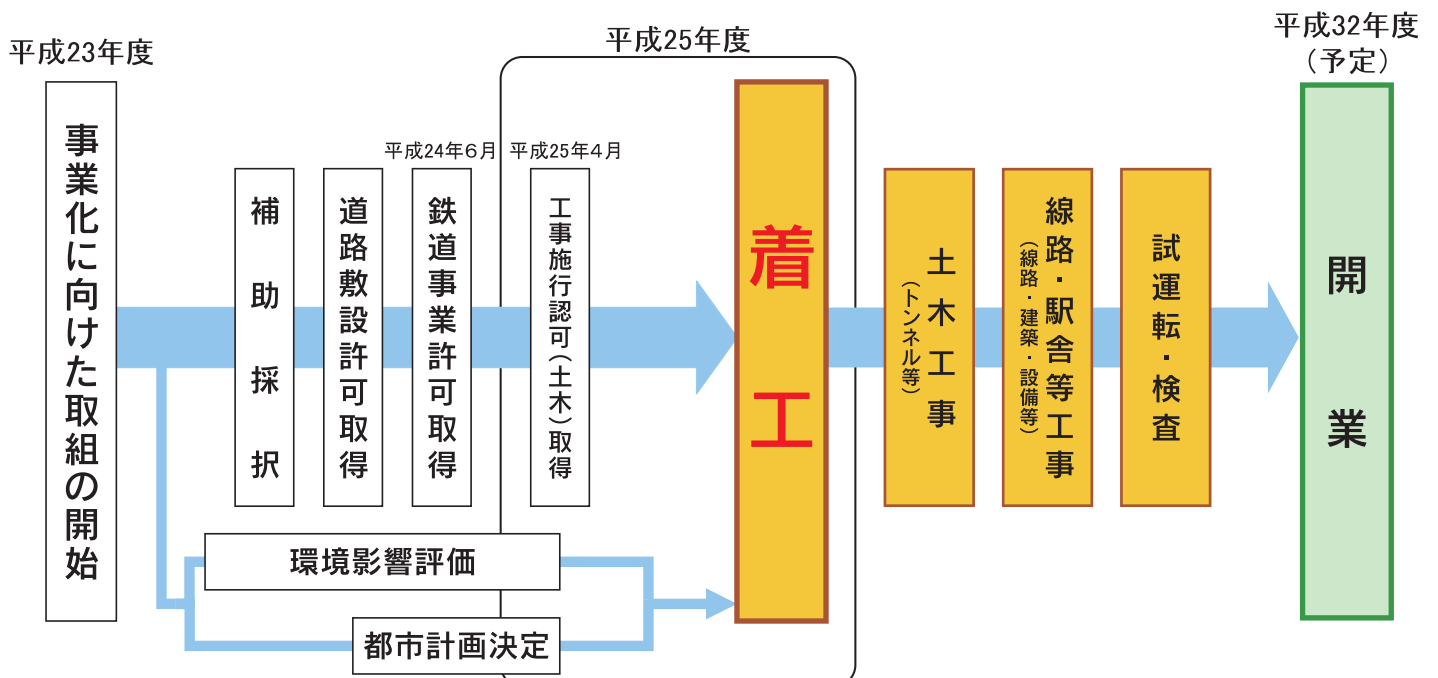 平成23年度
事業化に向けた取組の開始
補助採択
道路敷設許可取得
平成24年６月
鉄道事業許可取得
平成25年度
平成25年４月
工事施行認可（土木）取得
環境影響評価
都市計画決定
着工
土木工事
（トンネル等）
線路・駅舎等工事
（線路・建築・設備等）
試運転・検査
平成32年度
（予定）
開業